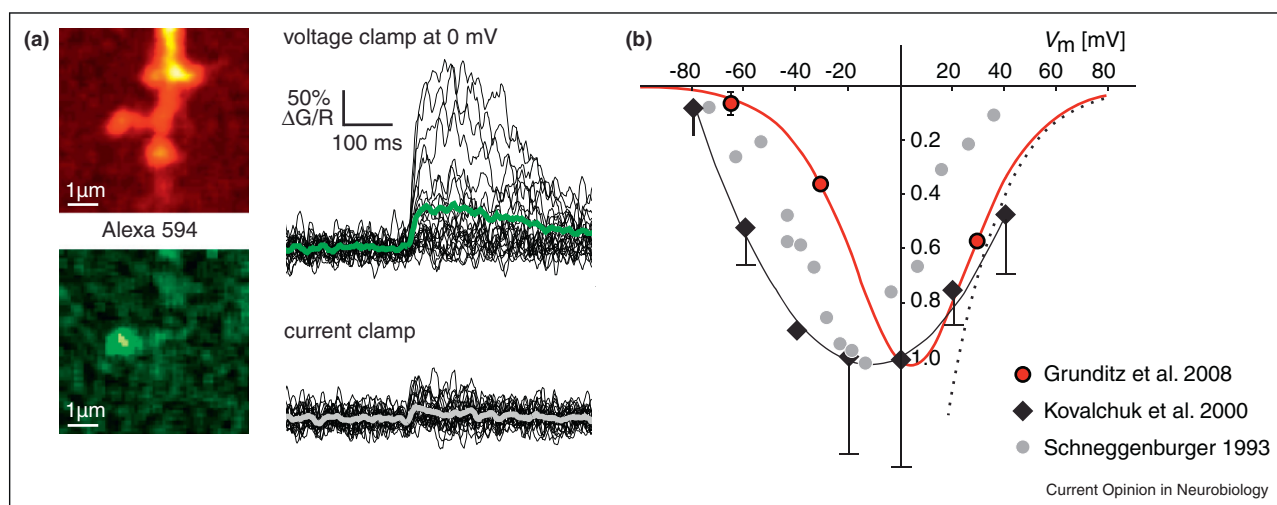 (a)
1µm
Alexa 594
1µm
voltage clamp at 0 mV
50%
ΔG/R
100 ms
current clamp
(b)
Vm [mV]
-80 -60 -40 -20 20 40 60 80
0.2
0.4
0.6
0.8
1.0
Grunditz et al. 2008
Kovalchuk et al. 2000
Schneggenburger 1993
Current Opinion in Neurobiology